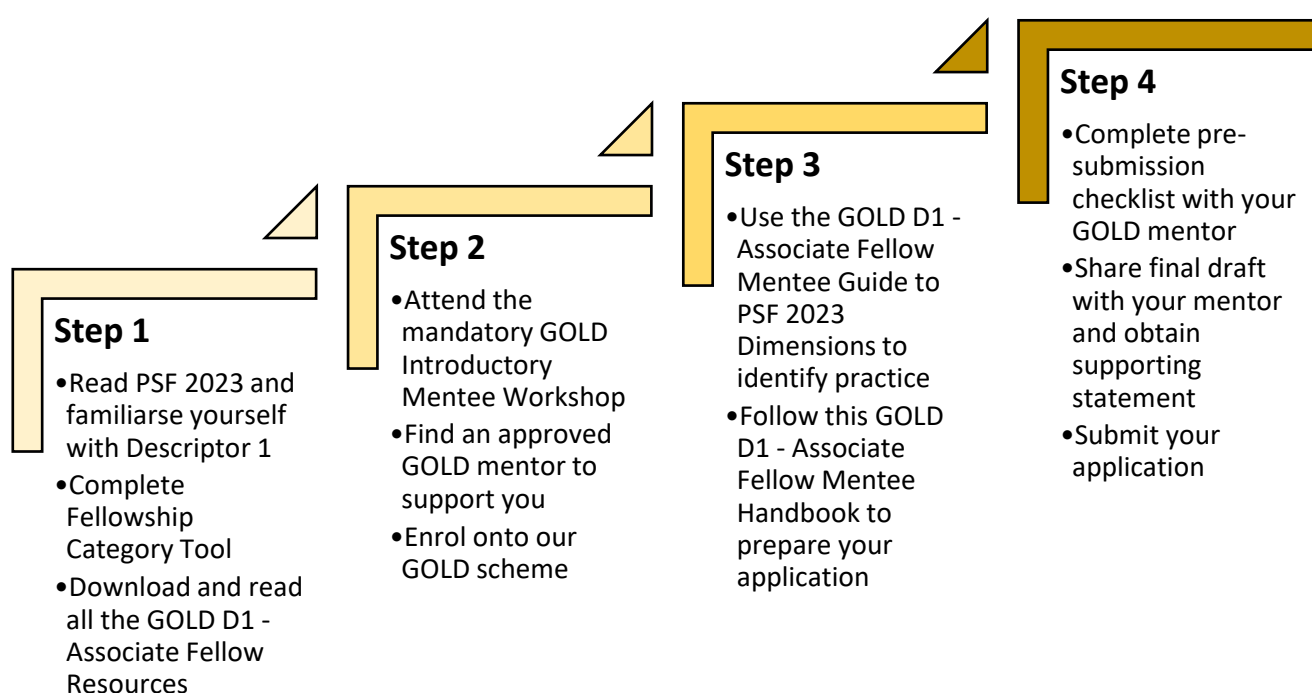 Step 1
•Read PSF 2023 and
familiarse yourself
with Descriptor 1
•Complete
Fellowship
Category Tool
•Download and read
all the GOLD D1 -
Associate Fellow
Resources
Step 2
•Attend the
mandatory GOLD
Introductory
Mentee Workshop
•Find an approved
GOLD mentor to
support you
•Enrol onto our
GOLD scheme
Step 3
•Use the GOLD D1 -
Associate Fellow
Mentee Guide to
PSF 2023
Dimensions to
identify practice
•Follow this GOLD
D1 - Associate
Fellow Mentee
Handbook to
prepare your
application
Step 4
•Complete pre-
submission
checklist with your
GOLD mentor
•Share final draft
with your mentor
and obtain
supporting
statement
•Submit your
application